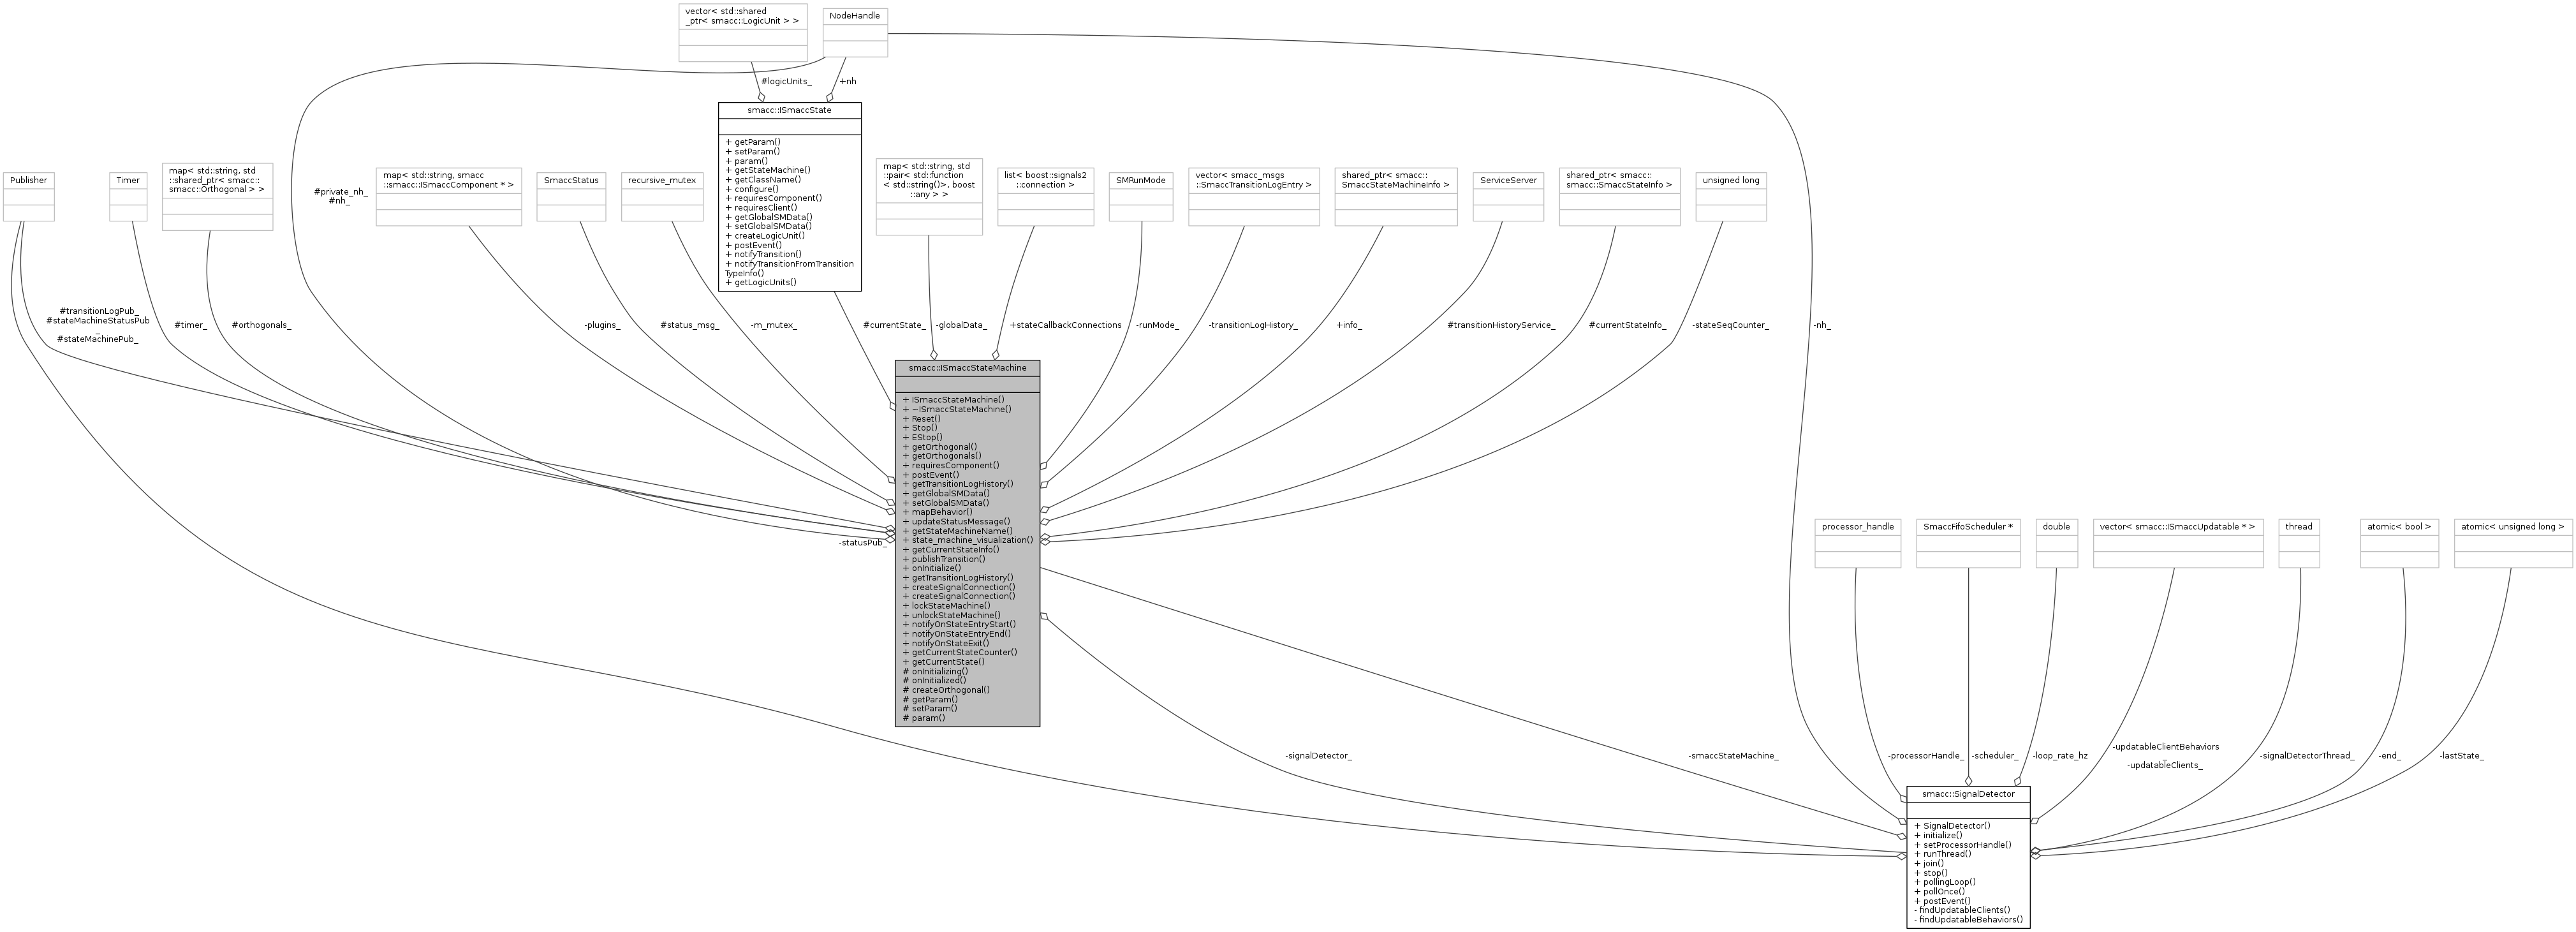 vector< std::shared
_ptr< smacc::LogicUnit > >
NodeHandle
#logicUnits_
+nh
smacc::ISmaccState
+ getParam()
+ setParam()
+ param()
+ getStateMachine()
+ getClassName()
+ configure()
+ requiresComponent()
+ requiresClient()
+ getGlobalSMData()
+ setGlobalSMData()
+ createLogicUnit()
+ postEvent()
+ notifyTransition()
+ notifyTransitionFromTransition
TypeInfo()
+ getLogicUnits()
Publisher
Timer
map< std::string, std
::shared_ptr< smacc::
smacc::Orthogonal > >
#private_nh_
#nh_
map< std::string, smacc
::smacc::ISmaccComponent * >
SmaccStatus
recursive_mutex
map< std::string, std
::pair< std::function
< std::string()>, boost
::any > >
list< boost::signals2
::connection >
SMRunMode
vector< smacc_msgs
::SmaccTransitionLogEntry >
shared_ptr< smacc::
SmaccStateMachineInfo >
ServiceServer
shared_ptr< smacc::
smacc::SmaccStateInfo >
unsigned long
#transitionLogPub_
#stateMachineStatusPub
_
#stateMachinePub_
#timer_
#orthogonals_
-plugins_
#status_msg_
-m_mutex_
#currentState_
-globalData_
+stateCallbackConnections
-runMode_
-transitionLogHistory_
+info_
#transitionHistoryService_
#currentStateInfo_
-stateSeqCounter_
-nh_
smacc::ISmaccStateMachine
+ ISmaccStateMachine()
+ ~ISmaccStateMachine()
+ Reset()
+ Stop()
+ EStop()
+ getOrthogonal()
+ getOrthogonals()
+ requiresComponent()
+ postEvent()
+ getTransitionLogHistory()
+ getGlobalSMData()
+ setGlobalSMData()
+ mapBehavior()
+ updateStatusMessage()
+ getStateMachineName()
+ state_machine_visualization()
+ getCurrentStateInfo()
+ publishTransition()
+ onInitialize()
+ getTransitionLogHistory()
+ createSignalConnection()
+ createSignalConnection()
+ lockStateMachine()
+ unlockStateMachine()
+ notifyOnStateEntryStart()
+ notifyOnStateEntryEnd()
+ notifyOnStateExit()
+ getCurrentStateCounter()
+ getCurrentState()
# onInitializing()
# onInitialized()
# createOrthogonal()
# getParam()
# setParam()
# param()
-statusPub_
processor_handle
SmaccFifoScheduler *
double
vector< smacc::ISmaccUpdatable * >
thread
atomic< bool >
atomic< unsigned long >
-signalDetector_
-smaccStateMachine_
-processorHandle_
-scheduler_
-loop_rate_hz
-updatableClientBehaviors
_
-updatableClients_
-signalDetectorThread_
-end_
-lastState_
smacc::SignalDetector
+ SignalDetector()
+ initialize()
+ setProcessorHandle()
+ runThread()
+ join()
+ stop()
+ pollingLoop()
+ pollOnce()
+ postEvent()
- findUpdatableClients()
- findUpdatableBehaviors()